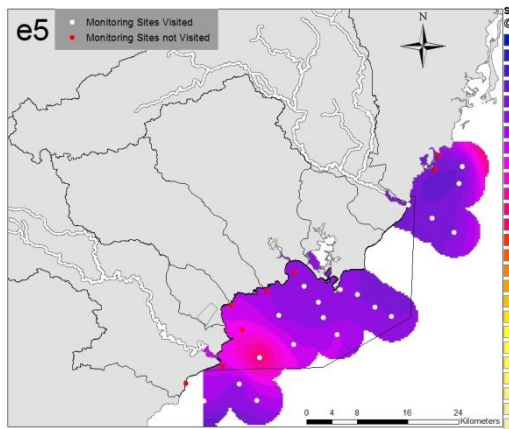 e5
Monitoring Sites Visited
Monitoring Sites not Visited
N
S
0 4 8 16 24
Kilometers